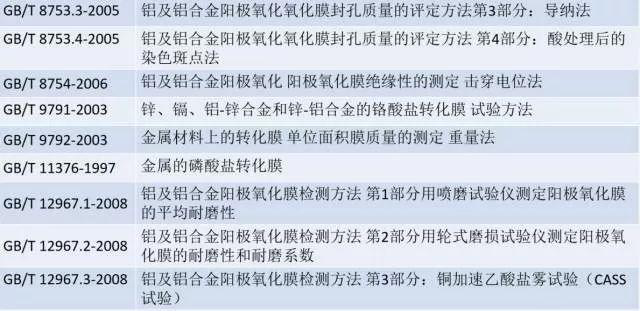 GB/T 8753.3-2005 铝及铝合金阳极氧化氧化膜封孔质量的评定方法第3部分：导纳法
GB/T 8753.4-2005 铝及铝合金阳极氧化氧化膜封孔质量的评定方法 第4部分：酸处理后的
染色斑点法
GB/T 8754-2006 铝及铝合金阳极氧化 阳极氧化膜绝缘性的测定 击穿电位法
GB/T 9791-2003 锌、镉、铝-锌合金和锌-铝合金的铬酸盐转化膜 试验方法
GB/T 9792-2003 金属材料上的转化膜 单位面积膜质量的测定 重量法
GB/T 11376-1997 金属的磷酸盐转化膜
GB/T 12967.1-2008 铝及铝合金阳极氧化膜检测方法 第1部分用喷磨试验仪测定阳极氧化膜
的平均耐磨性
GB/T 12967.2-2008 铝及铝合金阳极氧化膜检测方法 第2部分用轮式磨损试验仪测定阳极氧
化膜的耐磨性和耐磨系数
GB/T 12967.3-2008 铝及铝合金阳极氧化膜检测方法 第3部分：铜加速乙酸盐雾试验（CASS
试验）